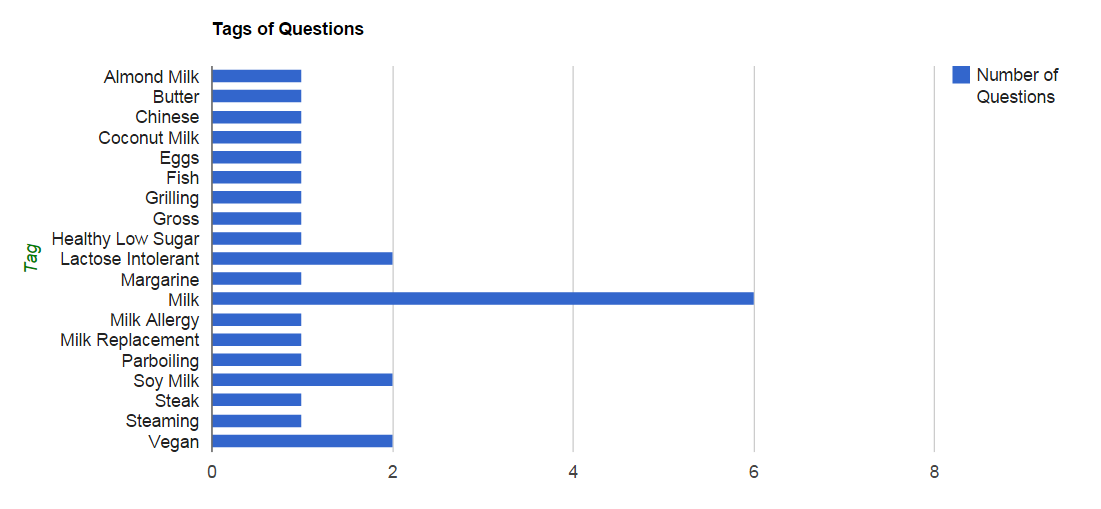 Tags of Questions
Number of
Questions
Tag
Almond Milk
Butter
Chinese
Coconut Milk
Eggs
Fish
Grilling
Gross
Healthy Low Sugar
Lactose Intolerant
Margarine
Milk
Milk Allergy
Milk Replacement
Parboiling
Soy Milk
Steak
Steaming
Vegan
0 2 4 6 8